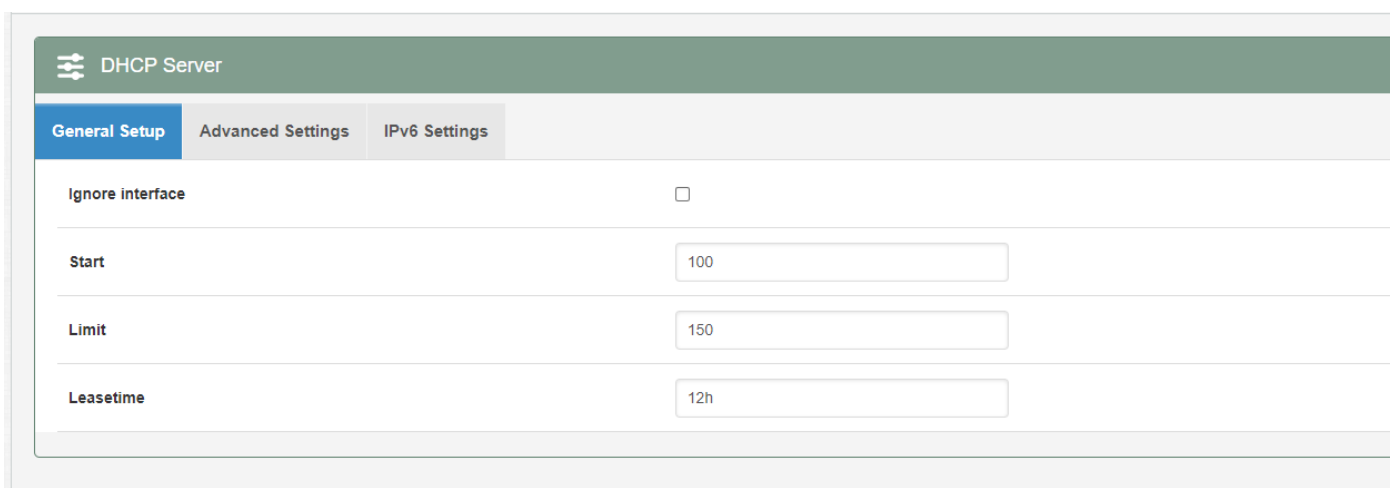 DHCP Server
General Setup Advanced Settings IPv6 Settings
Ignore interface
Start 100
Limit 150
Leasetime 12h